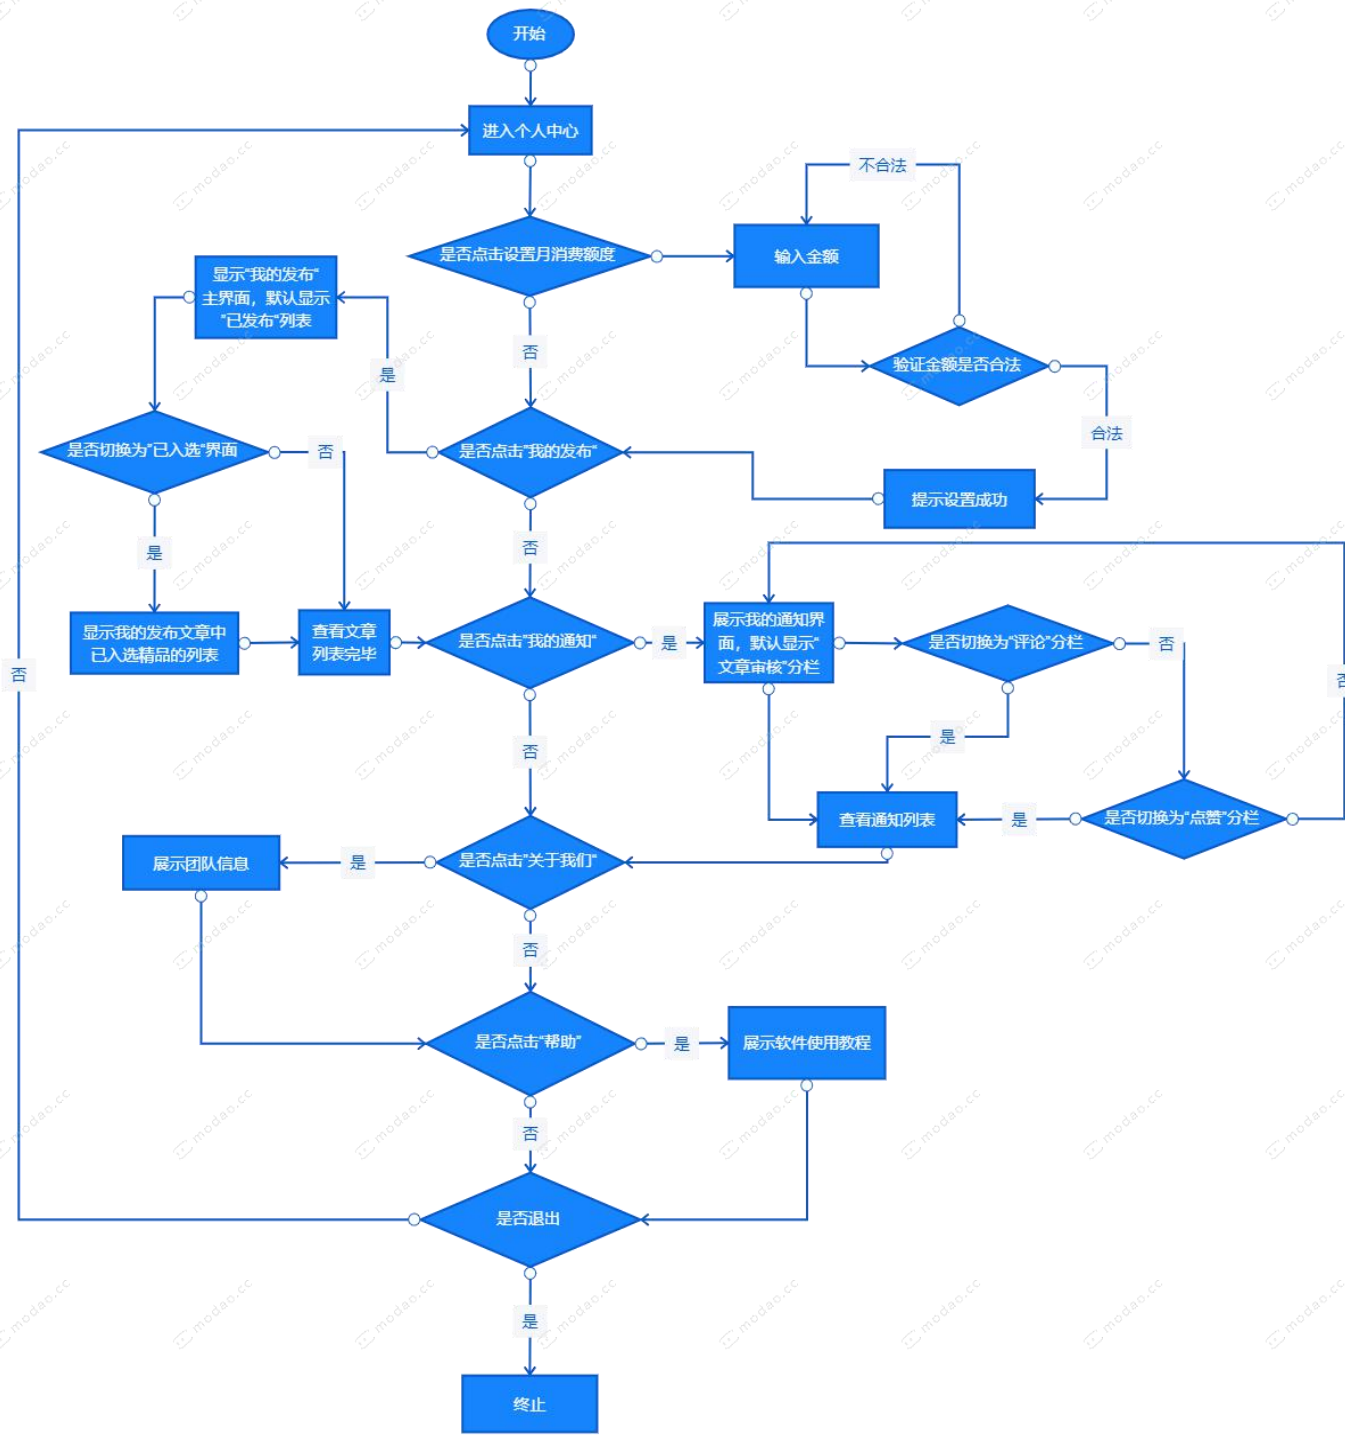 开始
进入个人中心
不合法
是否点击设置月消费额度
输入金额
显示"我的发布"
主界面，默认显示
"已发布"列表
否
验证金额是否合法
是
合法
是否切换为"已入选"界面
否
是否点击"我的发布"
提示设置成功
否
是
显示我的发布文章中
已入选精品的列表
查看文章
列表完毕
是否点击"我的通知"
是
展示我的通知界
面，默认显示"
文章审核"分栏
是否切换为"评论"分栏
否
否
否
否
是
查看通知列表
是
是否切换为"点赞"分栏
展示团队信息
是
是否点击"关于我们"
否
是否点击"帮助"
是
展示软件使用教程
否
是否退出
是
终止
modao.cc